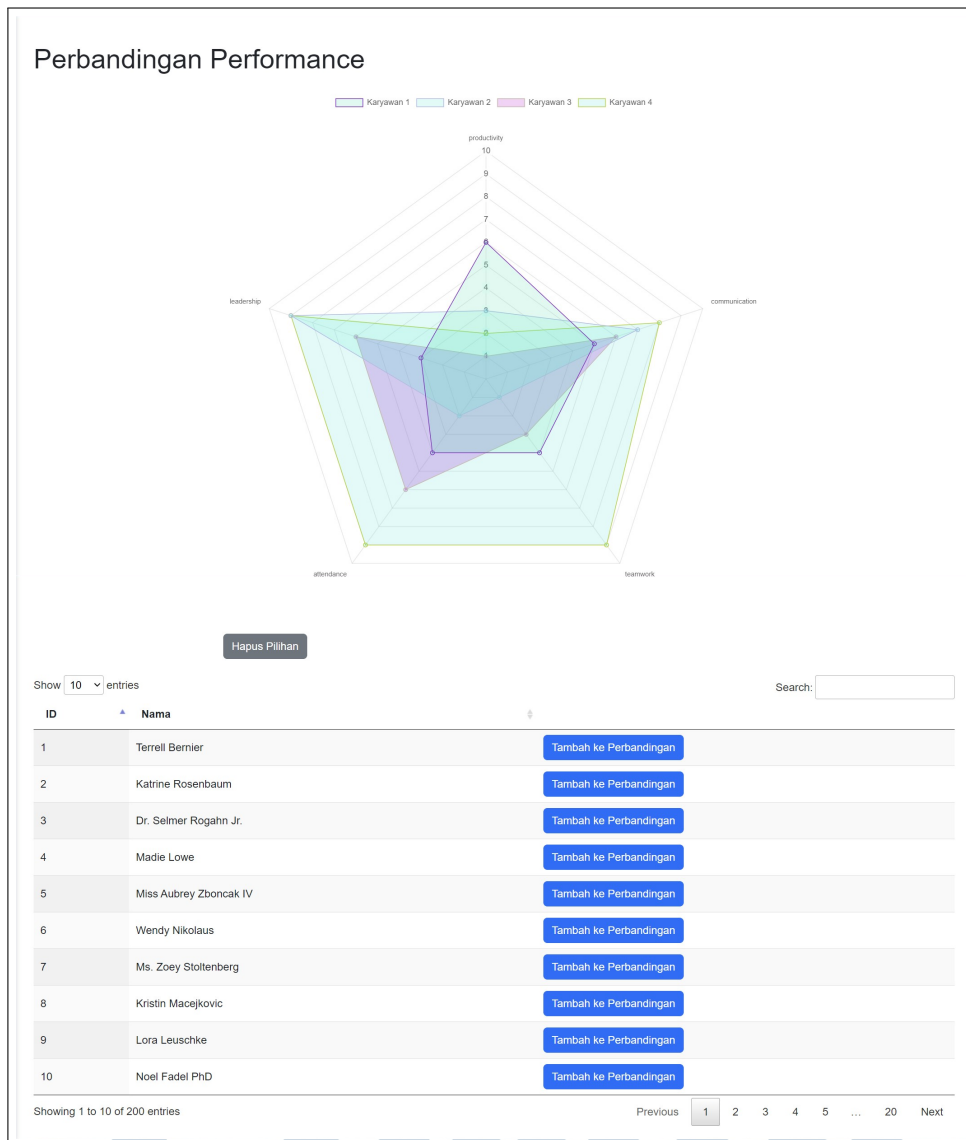 Perbandingan Performance
Karyawan 1 Karyawan 2 Karyawan 3 Karyawan 4
productivity
10
9
8
7
6
5
4
3
2
1
leadership
communication
attendance
teamwork
Hapus Pilihan
Show 10 entries
Search:
ID Nama
1 Terrell Bernier Tambah ke Perbandingan
2 Katrine Rosenbaum Tambah ke Perbandingan
3 Dr. Selmer Rogahn Jr. Tambah ke Perbandingan
4 Madie Lowe Tambah ke Perbandingan
5 Miss Aubrey Zboncak IV Tambah ke Perbandingan
6 Wendy Nikolaus Tambah ke Perbandingan
7 Ms. Zoey Stoltenberg Tambah ke Perbandingan
8 Kristin Macejkovic Tambah ke Perbandingan
9 Lora Leuschke Tambah ke Perbandingan
10 Noel Fadel PhD Tambah ke Perbandingan
Showing 1 to 10 of 200 entries
Previous 1 2 3 4 5 … 20 Next